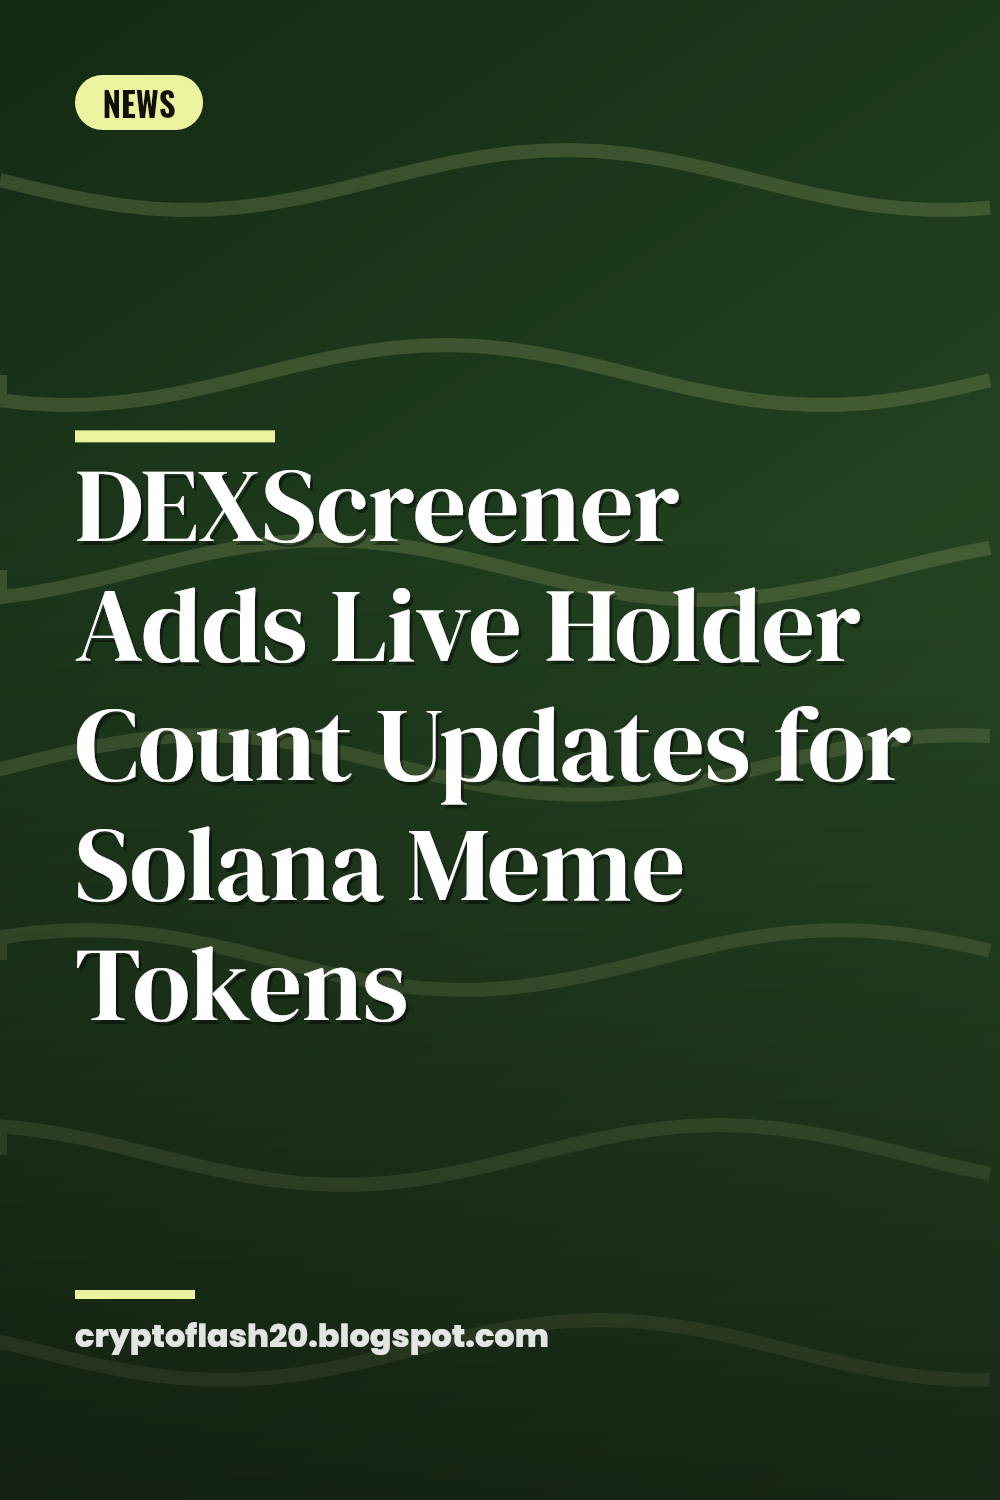 NEWS
DEXScreener
Adds Live Holder
Count Updates for
Solana Meme
Tokens
cryptoflash20.blogspot.com